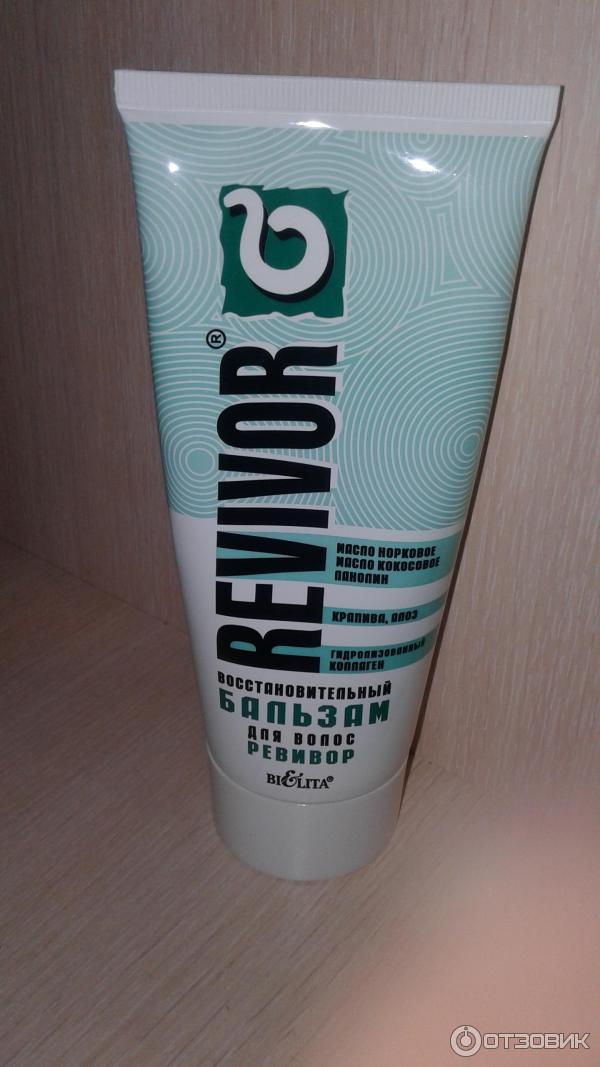 REVIVOR®
МАСЛО НОРКОВОЕ
МАСЛО КОКОСОВОЕ
ЛАНОЛИН
КРАПИВА, АЛОЭ
ГИДРОЛИЗОВАННЫЙ
КОЛЛАГЕН
ВОССТАНОВИТЕЛЬНЫЙ
БАЛЬЗАМ
ДЛЯ ВОЛОС
РЕВИВОР
BIELITA®
ОТЗОВИК